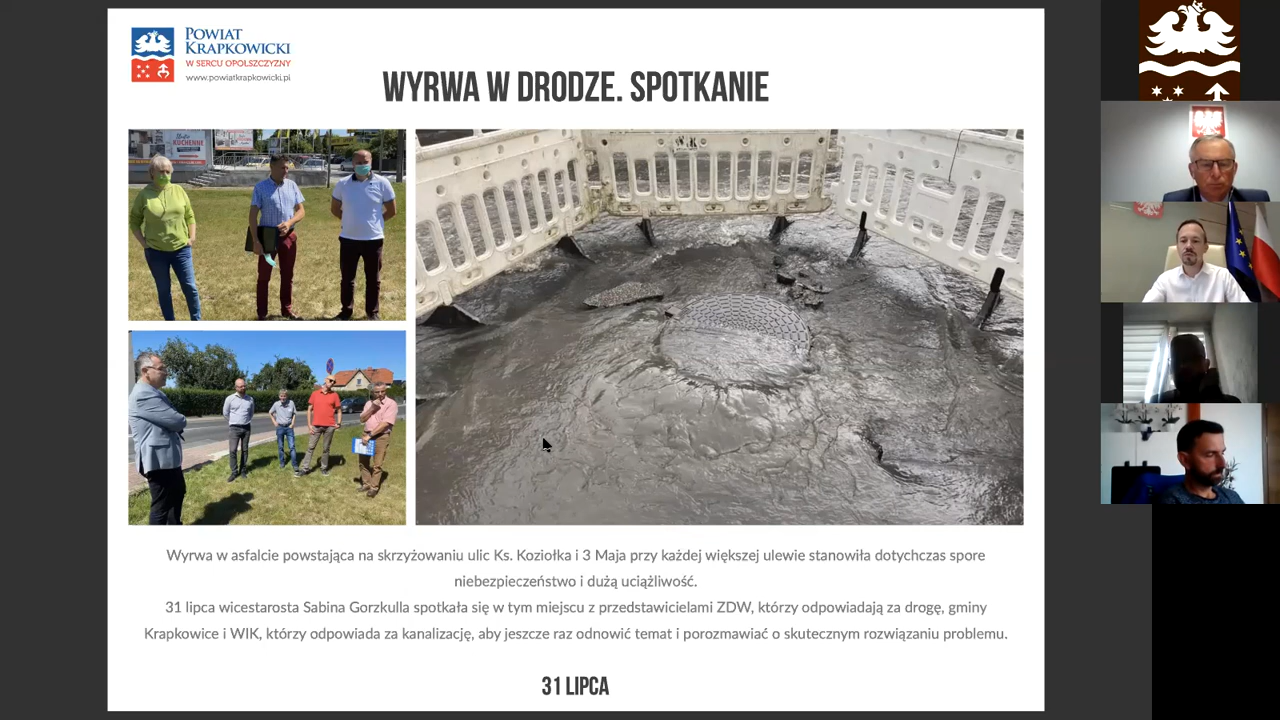 POWIAT
KRAPKOWICKI
W SERCU OPOLSZCZYZNY
www.powiatkrapkowicki.pl
WYRWA W DRODZE. SPOTKANIE
KUCHENNE
Wyrwa w asfalcie powstająca na skrzyżowaniu ulic Ks. Koziołka i 3 Maja przy każdej większej ulewie stanowiła dotychczas spore
niebezpieczeństwo i dużą uciążliwość.
31 lipca wicestarosta Sabina Gorzkulla spotkała się w tym miejscu z przedstawicielami ZDW, którzy odpowiadają za drogę, gminy
Krapkowice i WIK, którzy odpowiada za kanalizację, aby jeszcze raz odnowić temat i porozmawiać o skutecznym rozwiązaniu problemu.
31 LIPCA